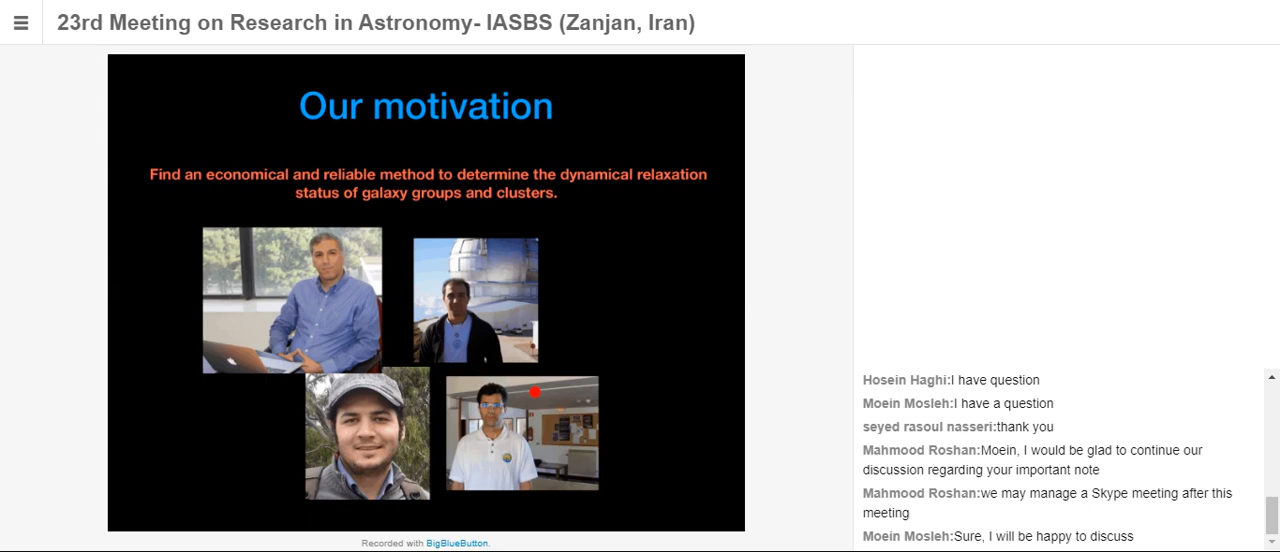 23rd Meeting on Research in Astronomy- IASBS (Zanjan, Iran)
Our motivation
Find an economical and reliable method to determine the dynamical relaxation
status of galaxy groups and clusters.
Recorded with BigBlueButton.
Hosein Haghi:I have question
Moein Mosleh:I have a question
seyed rasoul nasseri:thank you
Mahmood Roshan:Moein, I would be glad to continue our
discussion regarding your important note
Mahmood Roshan:we may manage a Skype meeting after this
meeting
Moein Mosleh:Sure, I will be happy to discuss